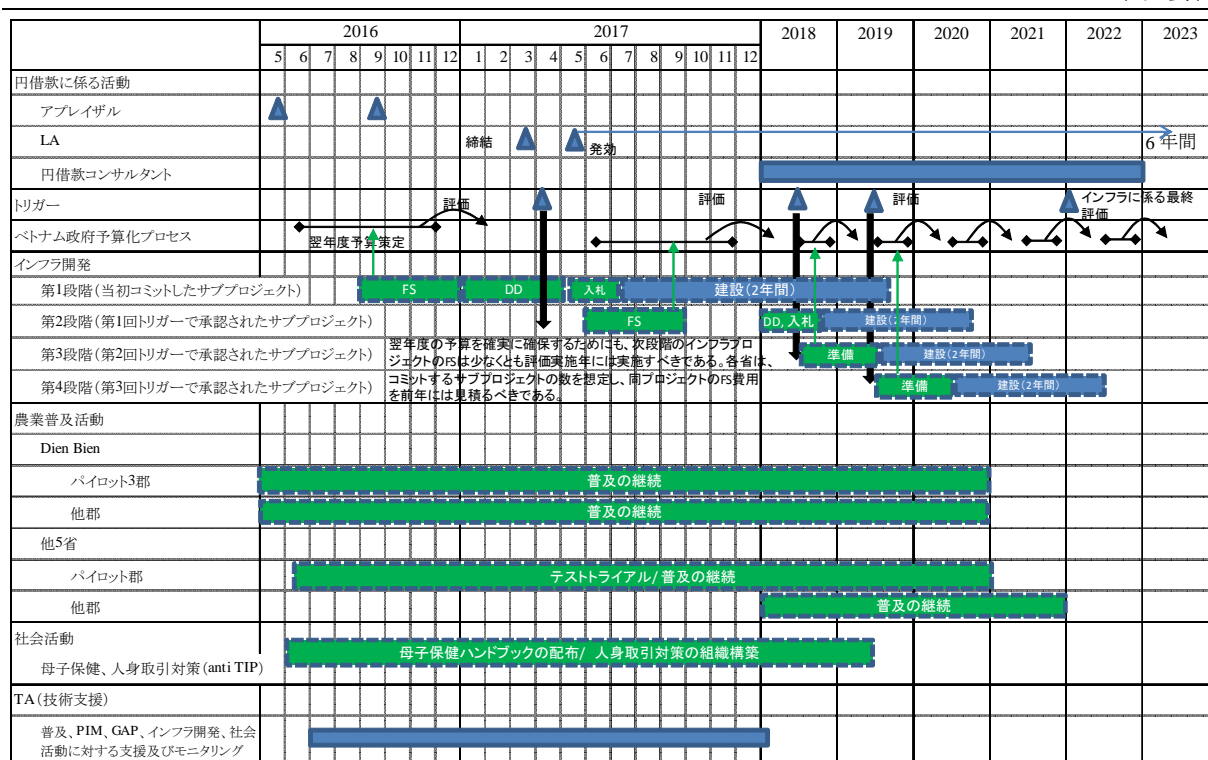 2016 2017 2018 2019 2020 2021 2022 2023
5 6 7 8 9 10 11 12 1 2 3 4 5 6 7 8 9 10 11 12
円借款に係る活動
アプレイザル
LA 締結 発効 6 年間
円借款コンサルタント
トリガー 評価 評価 評価 インフラに係る最終
評価
ベトナム政府予算化プロセス 翌年度予算策定
インフラ開発
第1段階(当初コミットしたサブプロジェクト) FS DD 入札 建設(2年間)
第2段階(第1回トリガーで承認されたサブプロジェクト) FS DD, 入札 建設(2年間)
第3段階(第2回トリガーで承認されたサブプロジェクト) 準備 建設(2年間)
第4段階(第3回トリガーで承認されたサブプロジェクト) 準備 建設(2年間)
翌年度の予算を確実に確保するためにも、次段階のインフラプロ
ジェクトのFSは少なくとも評価実施年には実施すべきである。各省は、
コミットするサブプロジェクトの数を想定し、同プロジェクトのFS費用
を前年には見積るべきである。
農業普及活動
Dien Bien
パイロット3郡 普及の継続
他郡 普及の継続
他5省
パイロット郡 テストトライアル/普及の継続
他郡 普及の継続
社会活動
母子保健、人身取引対策(anti TIP) 母子保健ハンドブックの配布/ 人身取引対策の組織構築
TA(技術支援)
普及、PIM、GAP、インフラ開発、社会
活動に対する支援及びモニタリング